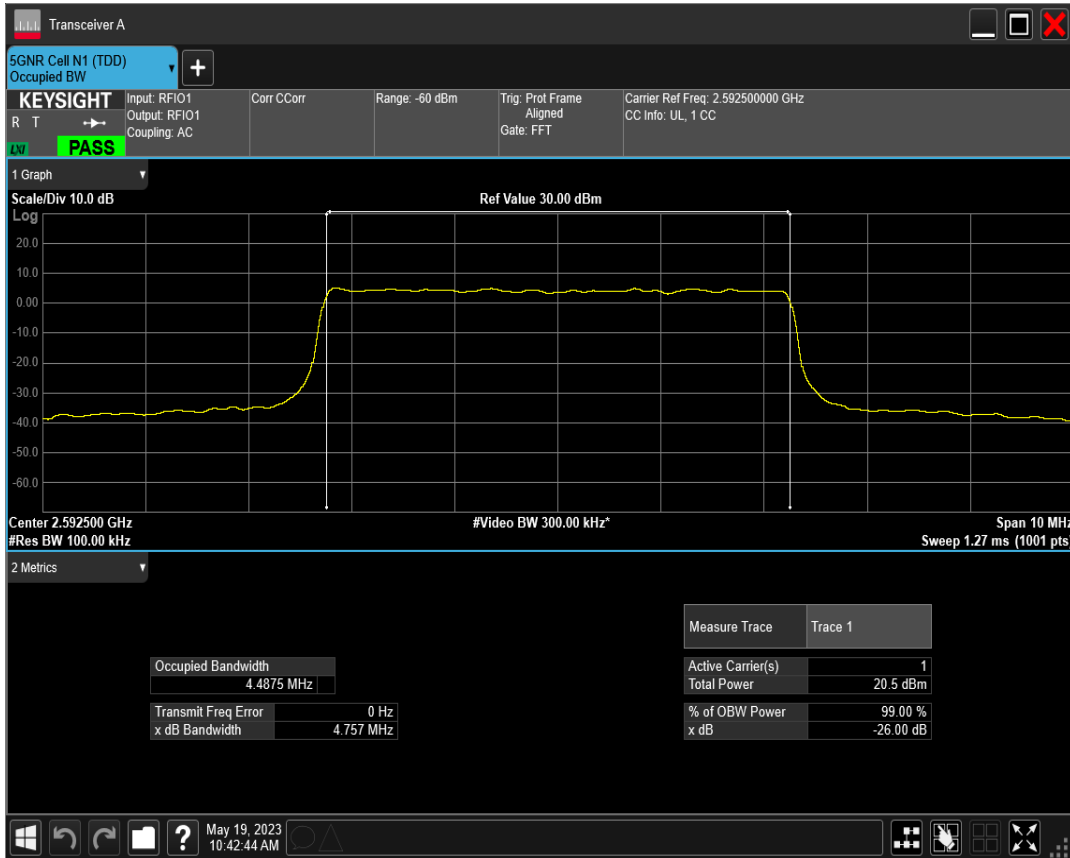 Transceiver A
5GNR Cell N1 (TDD)
Occupied BW
+
KEYSIGHT
R T
LXI
PASS
Input: RFIO1
Output: RFIO1
Coupling: AC
Corr CCorr
Range: -60 dBm
Trig: Prot Frame
Aligned
Gate: FFT
Carrier Ref Freq: 2.592500000 GHz
CC Info: UL, 1 CC
1 Graph
Scale/Div 10.0 dB
Ref Value 30.00 dBm
Log
20.0
10.0
0.00
-10.0
-20.0
-30.0
-40.0
-50.0
-60.0
Center 2.592500 GHz
#Video BW 300.00 kHz*
Span 10 MHz
#Res BW 100.00 kHz
Sweep 1.27 ms (1001 pts)
2 Metrics
Measure Trace Trace 1
Occupied Bandwidth
4.4875 MHz
Active Carrier(s) 1
Total Power 20.5 dBm
Transmit Freq Error 0 Hz
x dB Bandwidth 4.757 MHz
% of OBW Power 99.00 %
x dB -26.00 dB
?
May 19, 2023
10:42:44 AM